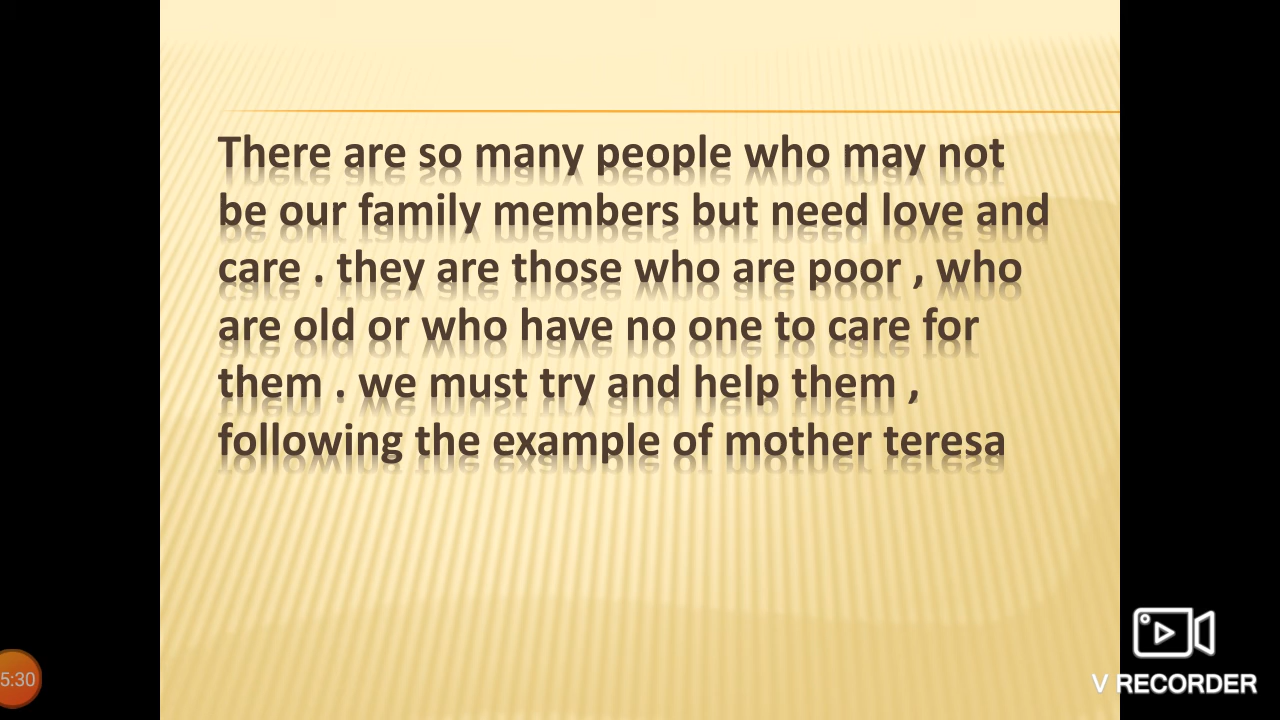 There are so many people who may not
be our family members but need love and
care . they are those who are poor , who
are old or who have no one to care for
them . we must try and help them ,
following the example of mother teresa
5:30
V RECORDER